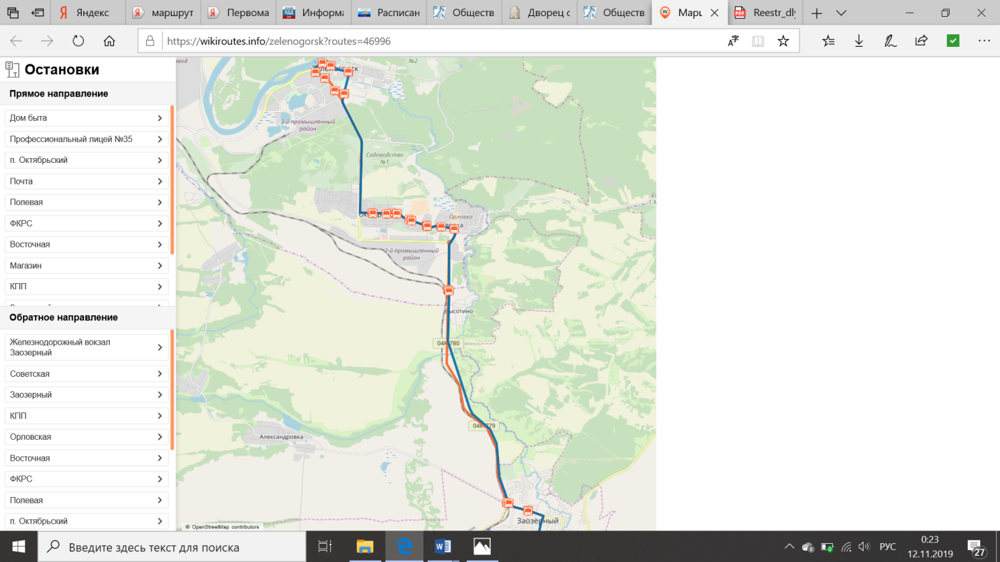 Яндекс
маршрут
Первома
Информа
Расписан
Обществ
Дворец с
Обществ
Марш
Reestr_dly
https://wikiroutes.info/zelenogorsk?routes=46996
Остановки
Прямое направление
Дом быта
Профессиональный лицей №35
п. Октябрьский
Почта
Полевая
ФКРС
Восточная
Магазин
КПП
Обратное направление
Железнодорожный вокзал
Заозерный
Советская
Заозерный
КПП
Орловская
Восточная
ФКРС
Полевая
п. Октябрьский
№2
3-й промышленный
район
Садоводство
№1
Орловка
2-й промышленный
район
Высотино
04К-780
Александровка
Заозёрный
© OpenStreetMap contributors
Введите здесь текст для поиска
РУС
0:23
12.11.2019
27